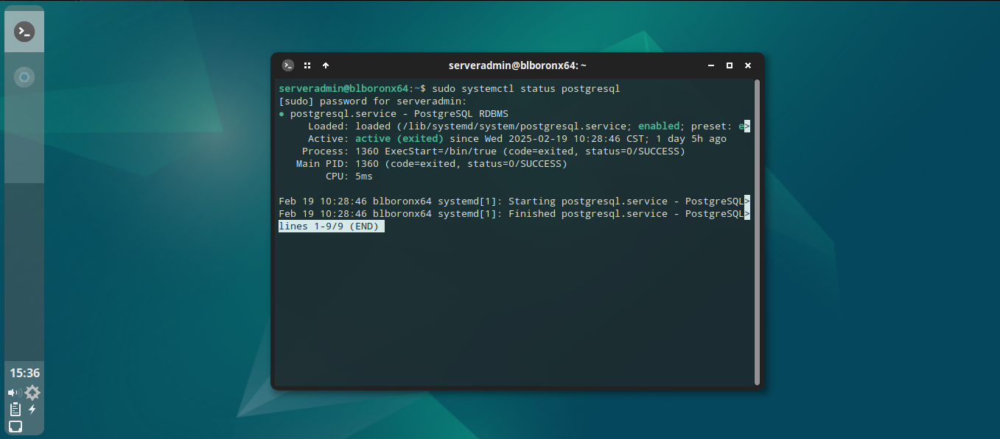 serveradmin@blboronx64: ~
serveradmin@blboronx64:~$ sudo systemctl status postgresql
[sudo] password for serveradmin:
● postgresql.service - PostgreSQL RDBMS
     Loaded: loaded (/lib/systemd/system/postgresql.service; enabled; preset: e>
     Active: active (exited) since Wed 2025-02-19 10:28:46 CST; 1 day 5h ago
    Process: 1360 ExecStart=/bin/true (code=exited, status=0/SUCCESS)
   Main PID: 1360 (code=exited, status=0/SUCCESS)
        CPU: 5ms
Feb 19 10:28:46 blboronx64 systemd[1]: Starting postgresql.service - PostgreSQL>
Feb 19 10:28:46 blboronx64 systemd[1]: Finished postgresql.service - PostgreSQL>
lines 1-9/9 (END)
15:36